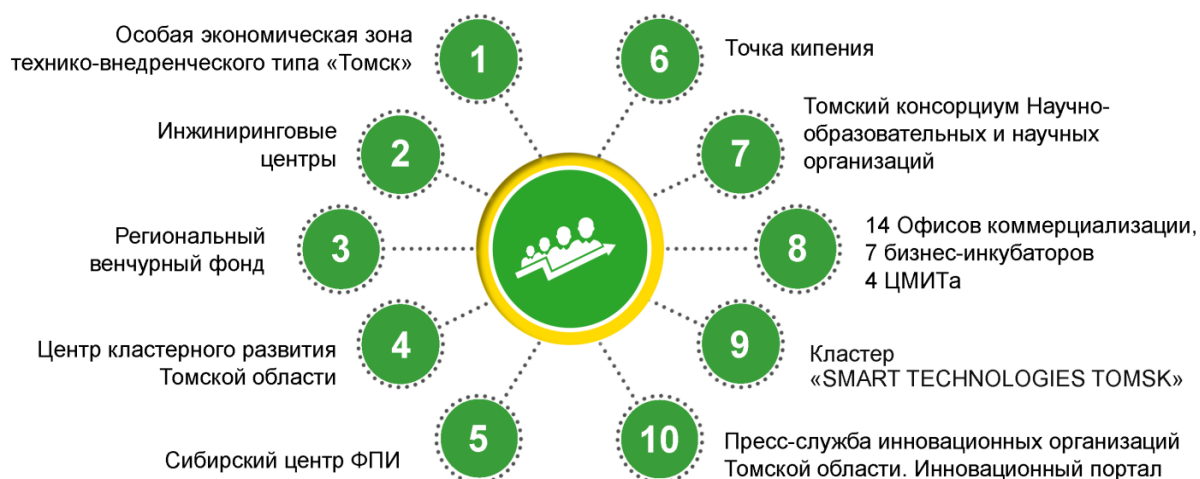 1
Особая экономическая зона
технико-внедренческого типа «Томск»
2
Инжиниринговые
центры
3
Региональный
венчурный фонд
4
Центр кластерного развития
Томской области
5
Сибирский центр ФПИ
6
Точка кипения
7
Томский консорциум Научно-
образовательных и научных
организаций
8
14 Офисов коммерциализации,
7 бизнес-инкубаторов
4 ЦМИТа
9
Кластер
«SMART TECHNOLOGIES TOMSK»
10
Пресс-служба инновационных организаций
Томской области. Инновационный портал